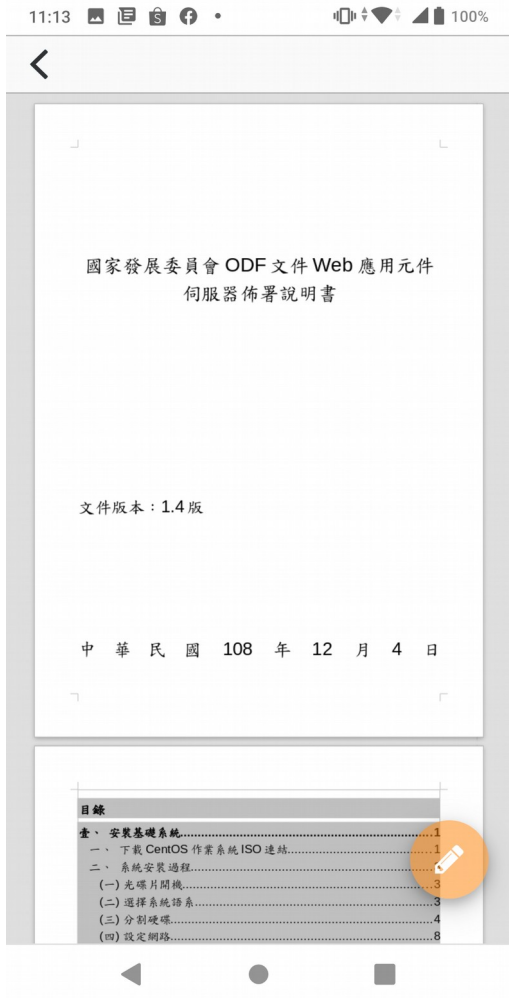 11:13
100%
國家發展委員會 ODF 文件 Web 應用元件
伺服器佈署說明書
文件版本：1.4 版
中 華 民 國 108 年 12 月 4 日
目錄
壹、 安裝基礎系統..........1
一、 下載 CentOS 作業系統 ISO 連結..........1
二、 系統安裝過程..........
(一) 光碟片開機..........3
(二) 選擇系統語系..........3
(三) 分割硬碟..........4
(四) 設定網路..........8